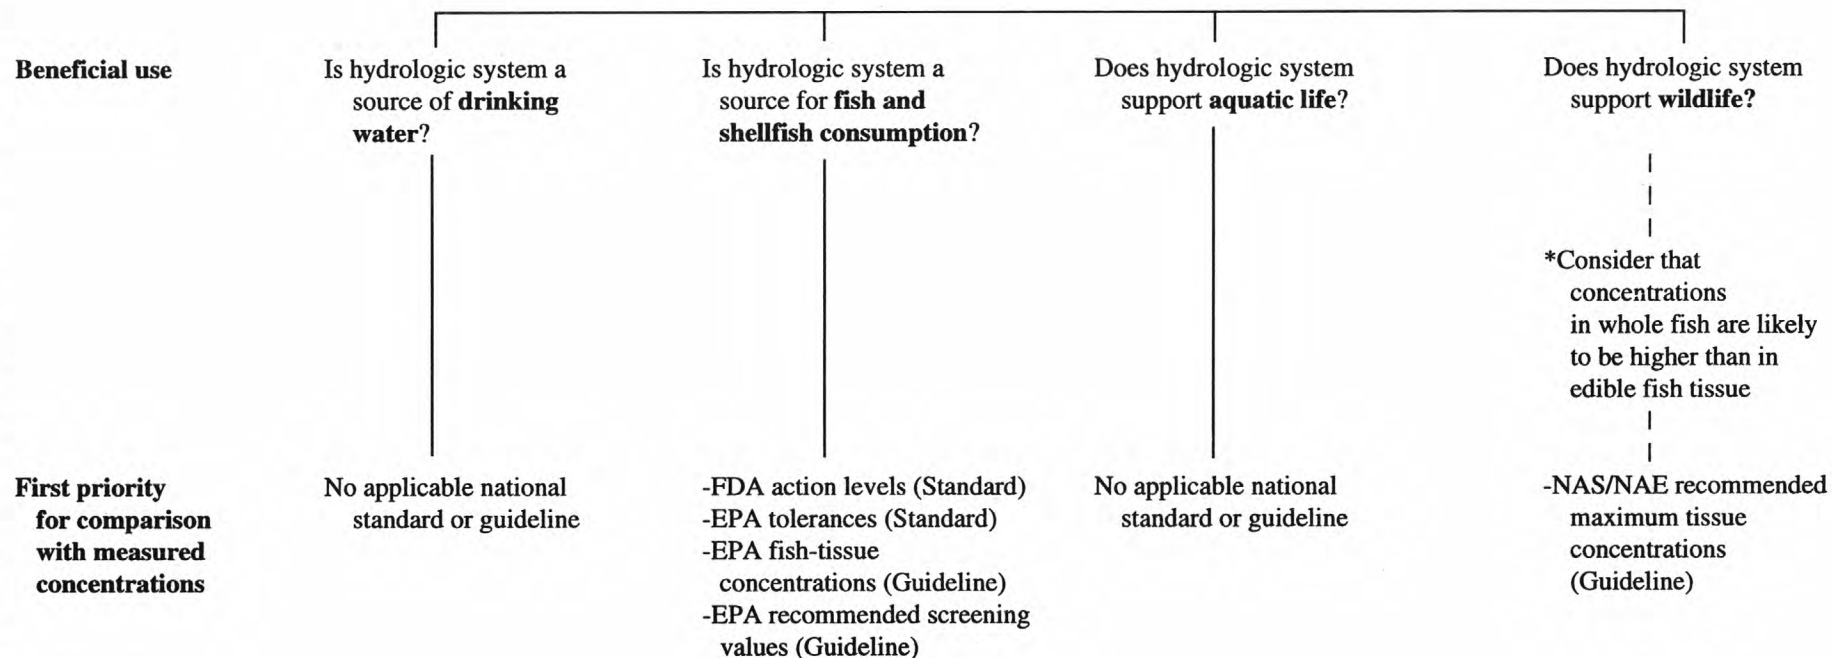 Beneficial use
Is hydrologic system a
source of drinking
water?
Is hydrologic system a
source for fish and
shellfish consumption?
Does hydrologic system
support aquatic life?
Does hydrologic system
support wildlife?
*Consider that
concentrations
in whole fish are likely
to be higher than in
edible fish tissue
First priority
for comparison
with measured
concentrations
No applicable national
standard or guideline
-FDA action levels (Standard)
-EPA tolerances (Standard)
-EPA fish-tissue
concentrations (Guideline)
-EPA recommended screening
values (Guideline)
No applicable national
standard or guideline
-NAS/NAE recommended
maximum tissue
concentrations
(Guideline)